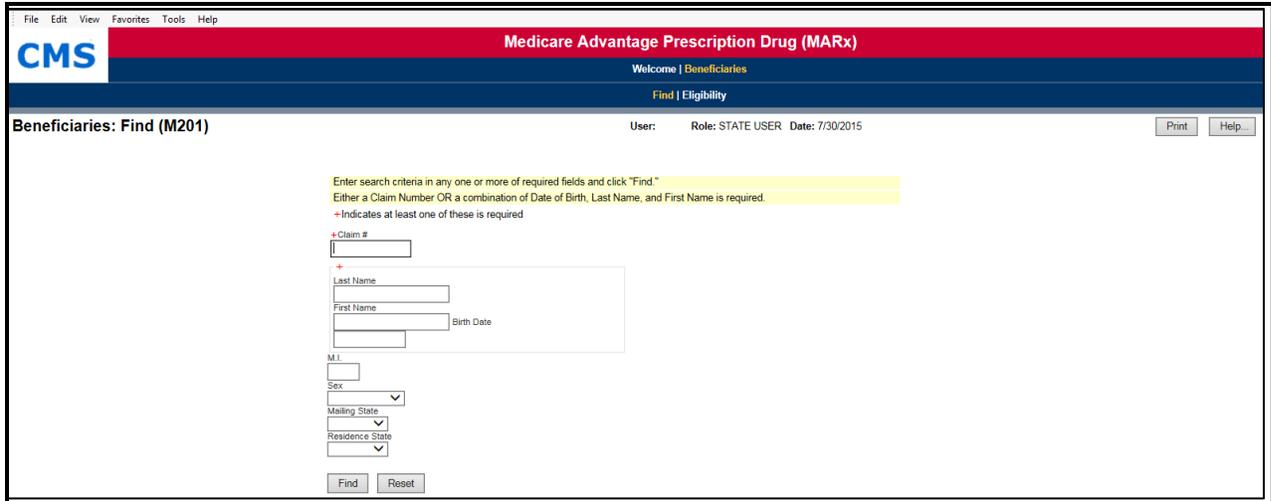 File Edit View Favorites Tools Help
CMS
Medicare Advantage Prescription Drug (MARx)
Welcome | Beneficiaries
Find | Eligibility
Beneficiaries: Find (M201) User: Role: STATE USER Date: 7/30/2015 Print Help...
Enter search criteria in any one or more of required fields and click "Find."
Either a Claim Number OR a combination of Date of Birth, Last Name, and First Name is required.
+Indicates at least one of these is required
+Claim #
+
Last Name
First Name
Birth Date
M.I.
Sex
Mailing State
Residence State
Find Reset